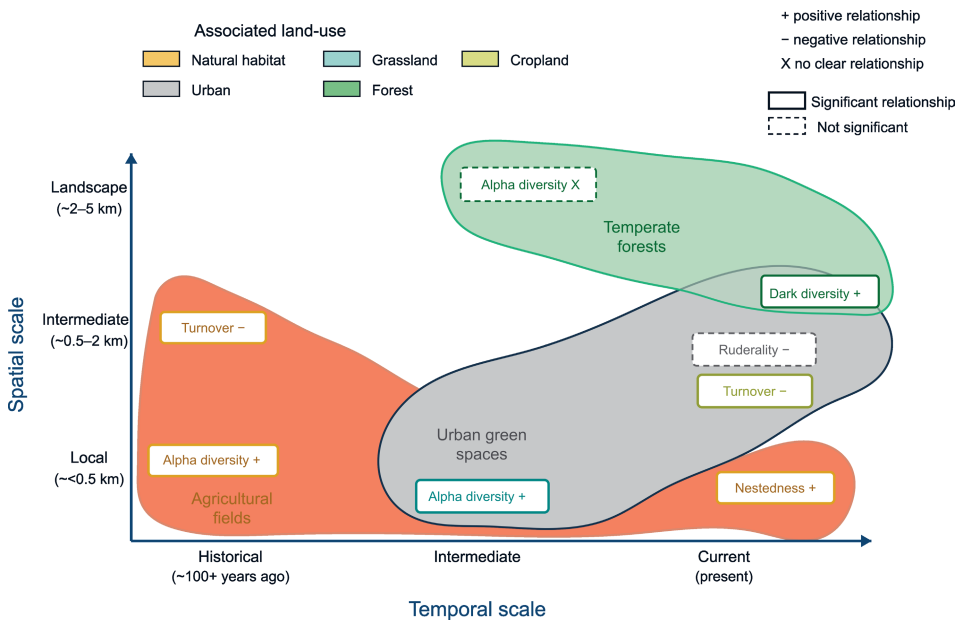 Associated land-use
Natural habitat
Grassland
Cropland
Urban
Forest
+ positive relationship
− negative relationship
X no clear relationship
Significant relationship
Not significant
Spatial scale
Landscape
(~2–5 km)
Intermediate
(~0.5–2 km)
Local
(~<0.5 km)
Alpha diversity X
Temperate
forests
Dark diversity +
Turnover −
Ruderality −
Turnover −
Urban green
spaces
Alpha diversity +
Alpha diversity +
Nestedness +
Agricultural
fields
Historical
(~100+ years ago)
Intermediate
Current
(present)
Temporal scale